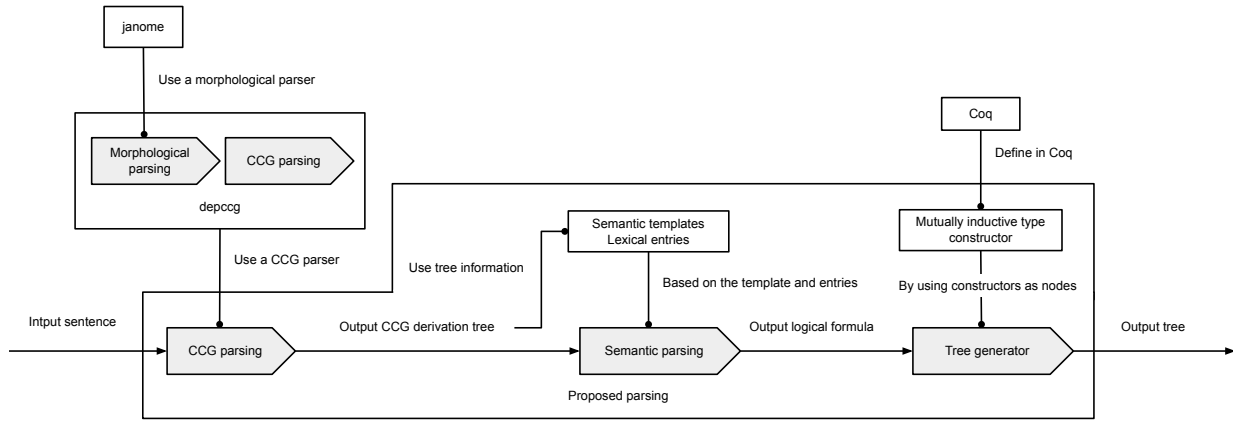 janome
Use a morphological parser
Coq
Morphological
parsing
CCG parsing
Define in Coq
depccg
Semantic templates
Lexical entries
Mutually inductive type
constructor
Use a CCG parser
Use tree information
Based on the template and entries
By using constructors as nodes
Intput sentence
Output CCG derivation tree
Output logical formula
Output tree
CCG parsing
Semantic parsing
Tree generator
Proposed parsing